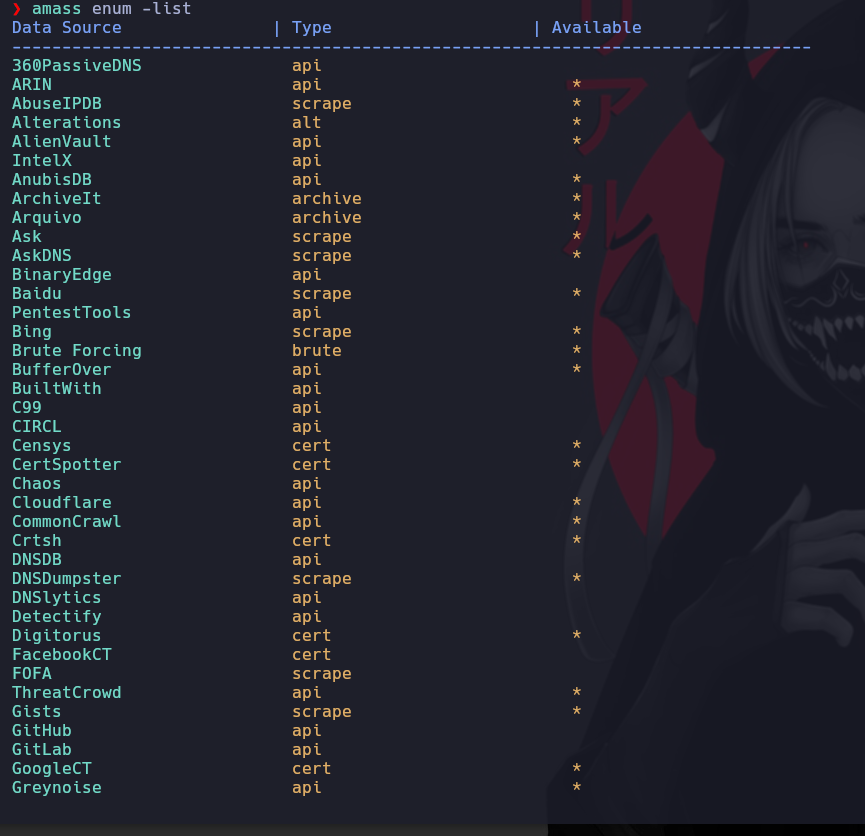 ❯ amass enum -list
Data Source | Type | Available
--------------------------------------------------------------------------------
360PassiveDNS api
ARIN api *
AbuseIPDB scrape *
Alterations alt *
AlienVault api *
IntelX api
AnubisDB api *
ArchiveIt archive *
Arquivo archive *
Ask scrape *
AskDNS scrape *
BinaryEdge api
Baidu scrape *
PentestTools api
Bing scrape *
Brute Forcing brute *
BufferOver api *
BuiltWith api
C99 api
CIRCL api
Censys cert *
CertSpotter cert *
Chaos api
Cloudflare api *
CommonCrawl api *
Crtsh cert *
DNSDB api
DNSDumpster scrape *
DNSlytics api
Detectify api
Digitorus cert *
FacebookCT cert
FOFA scrape
ThreatCrowd api *
Gists scrape *
GitHub api
GitLab api
GoogleCT cert *
Greynoise api *
リアル